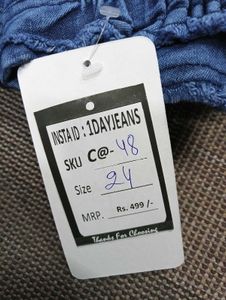 INSTA ID : 1DAYJEANS
SKU C@-48
Size 24
MRP. Rs. 499 /-
Thanks For Choosing